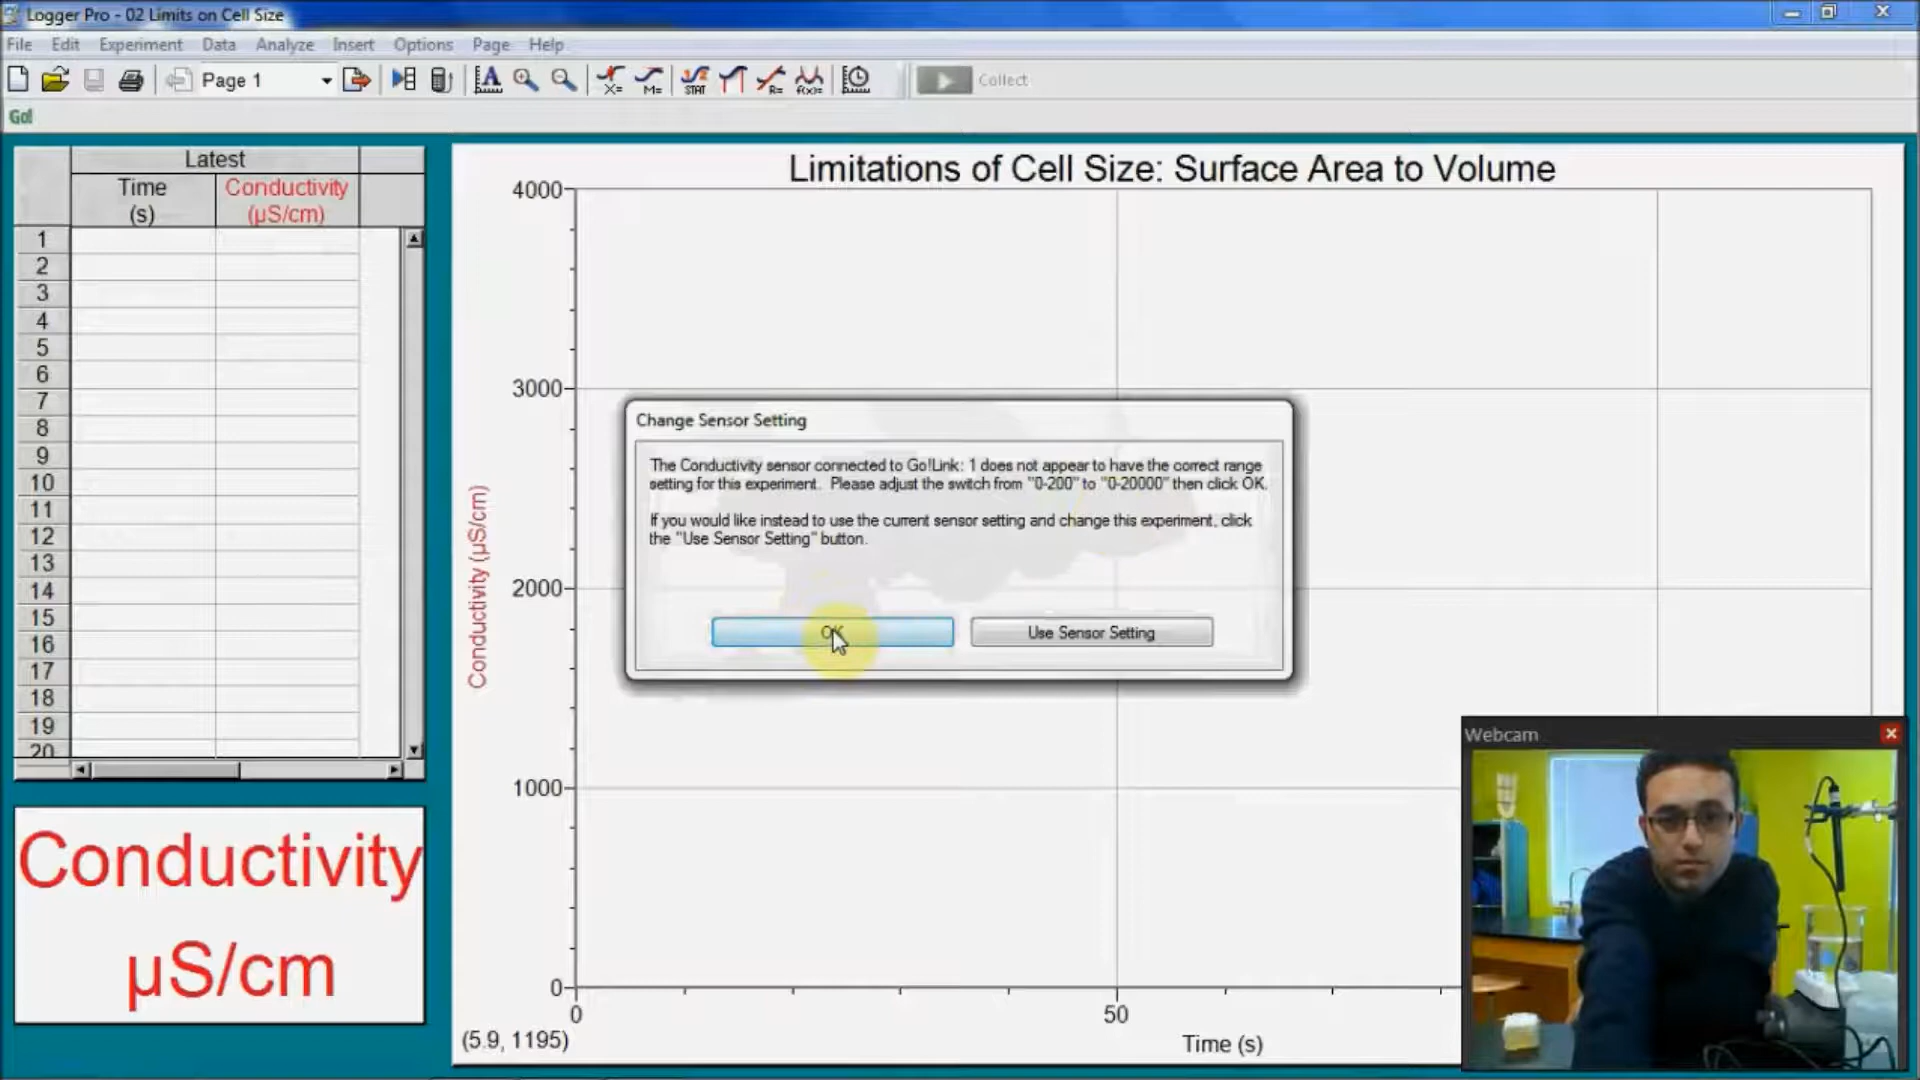 Logger Pro - 02 Limits on Cell Size
File Edit Experiment Data Analyze Insert Options Page Help
Page 1
X= M= STAT R= f(x)=
Collect
Go!
Latest
Time Conductivity
(s) (µS/cm)
1
2
3
4
5
6
7
8
9
10
11
12
13
14
15
16
17
18
19
20
Conductivity
µS/cm
Limitations of Cell Size: Surface Area to Volume
4000
3000
2000
1000
0
Conductivity (µS/cm)
0 50
(5.9, 1195)
Time (s)
Change Sensor Setting
The Conductivity sensor connected to Go!Link: 1 does not appear to have the correct range
setting for this experiment. Please adjust the switch from "0-200" to "0-20000" then click OK.
If you would like instead to use the current sensor setting and change this experiment, click
the "Use Sensor Setting" button.
OK Use Sensor Setting
Webcam